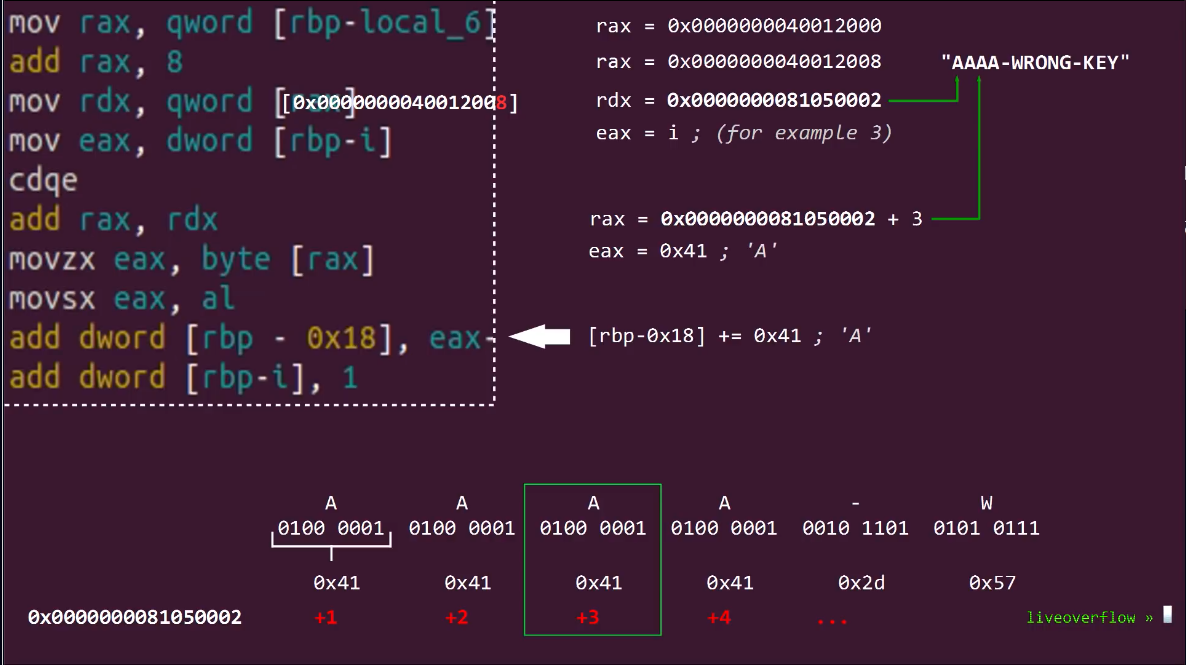 mov rax, qword [rbp-local_6]
add rax, 8
mov rdx, qword [0x0000000040012008]
mov eax, dword [rbp-i]
cdqe
add rax, rdx
movzx eax, byte [rax]
movsx eax, al
add dword [rbp - 0x18], eax
add dword [rbp-i], 1
rax = 0x0000000040012000
rax = 0x0000000040012008
"AAAA-WRONG-KEY"
rdx = 0x0000000081050002
eax = i ; (for example 3)
rax = 0x0000000081050002 + 3
eax = 0x41 ; 'A'
[rbp-0x18] += 0x41 ; 'A'
A A A A - W
0100 0001 0100 0001 0100 0001 0100 0001 0010 1101 0101 0111
0x41 0x41 0x41 0x41 0x2d 0x57
0x0000000081050002 +1 +2 +3 +4 ...
liveoverflow »